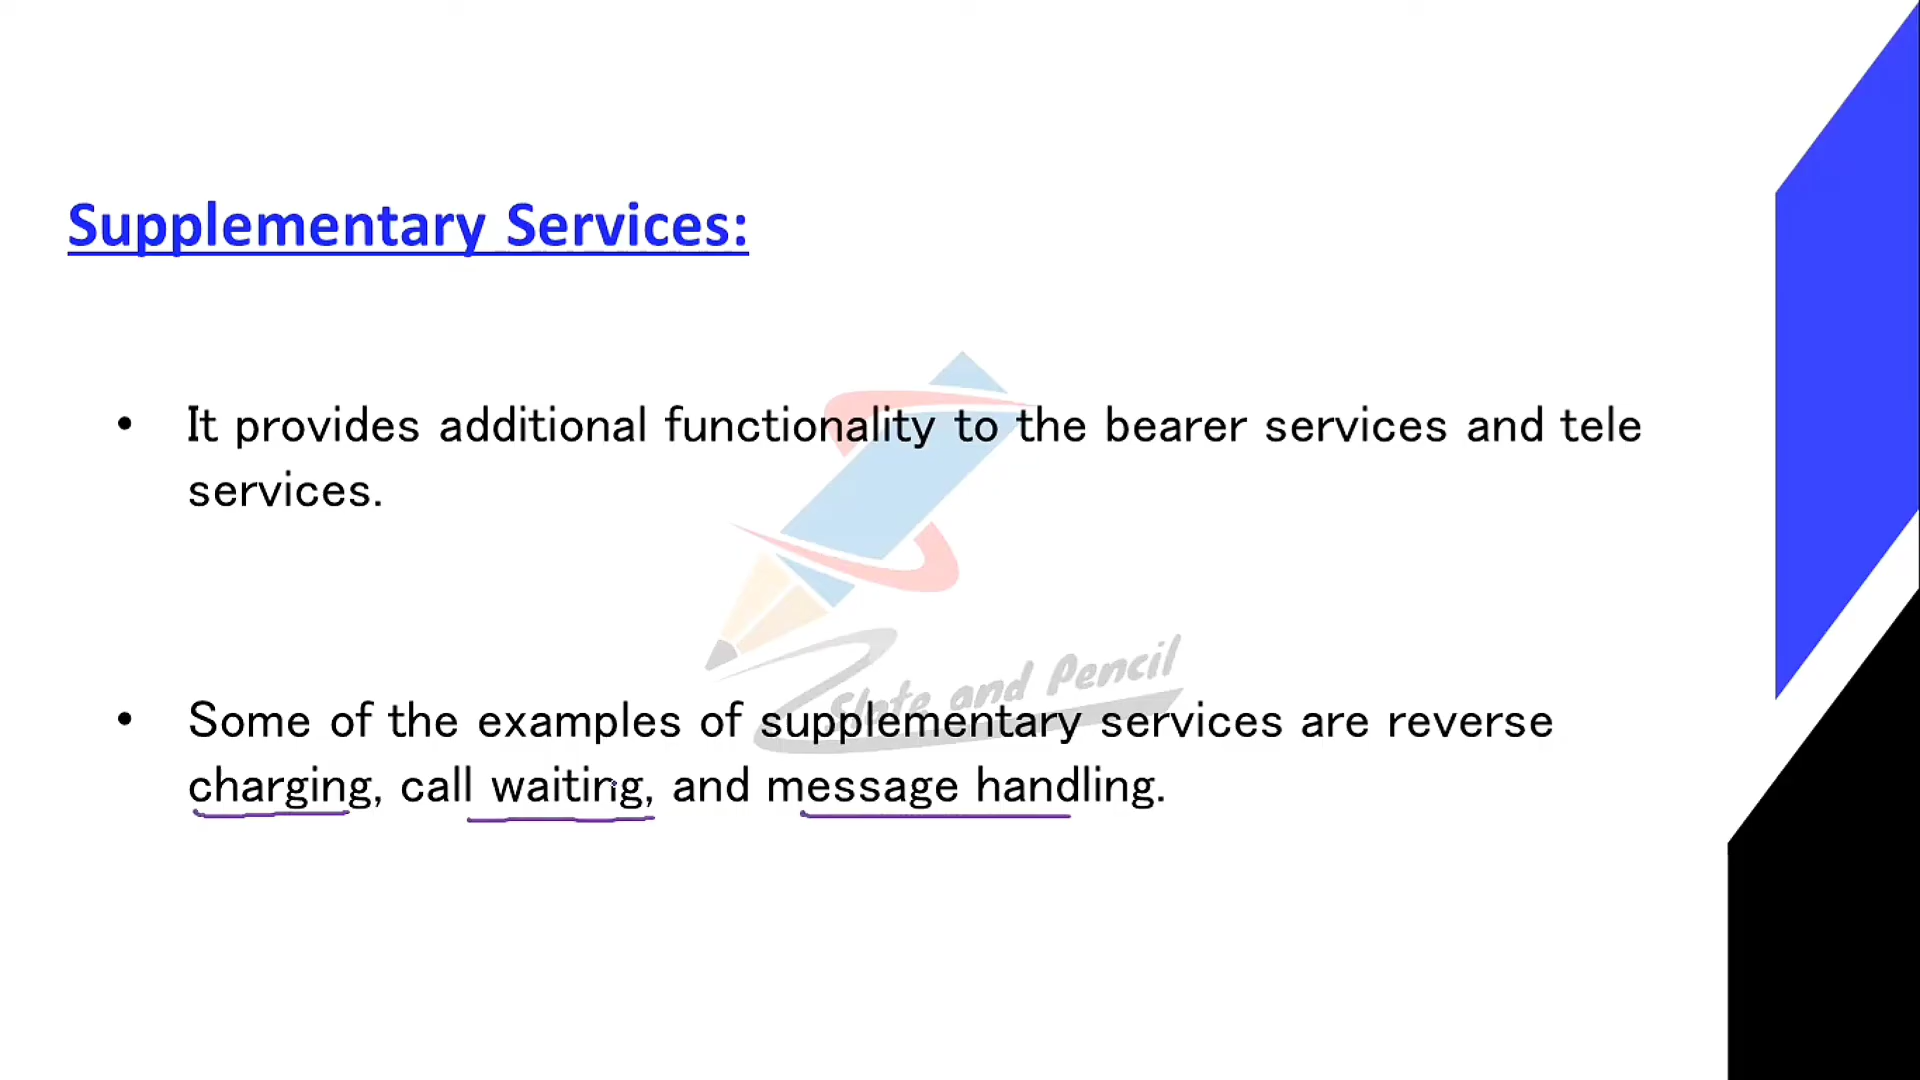 Supplementary Services:
• It provides additional functionality to the bearer services and tele
services.
Slate and Pencil
• Some of the examples of supplementary services are reverse
charging, call waiting, and message handling.